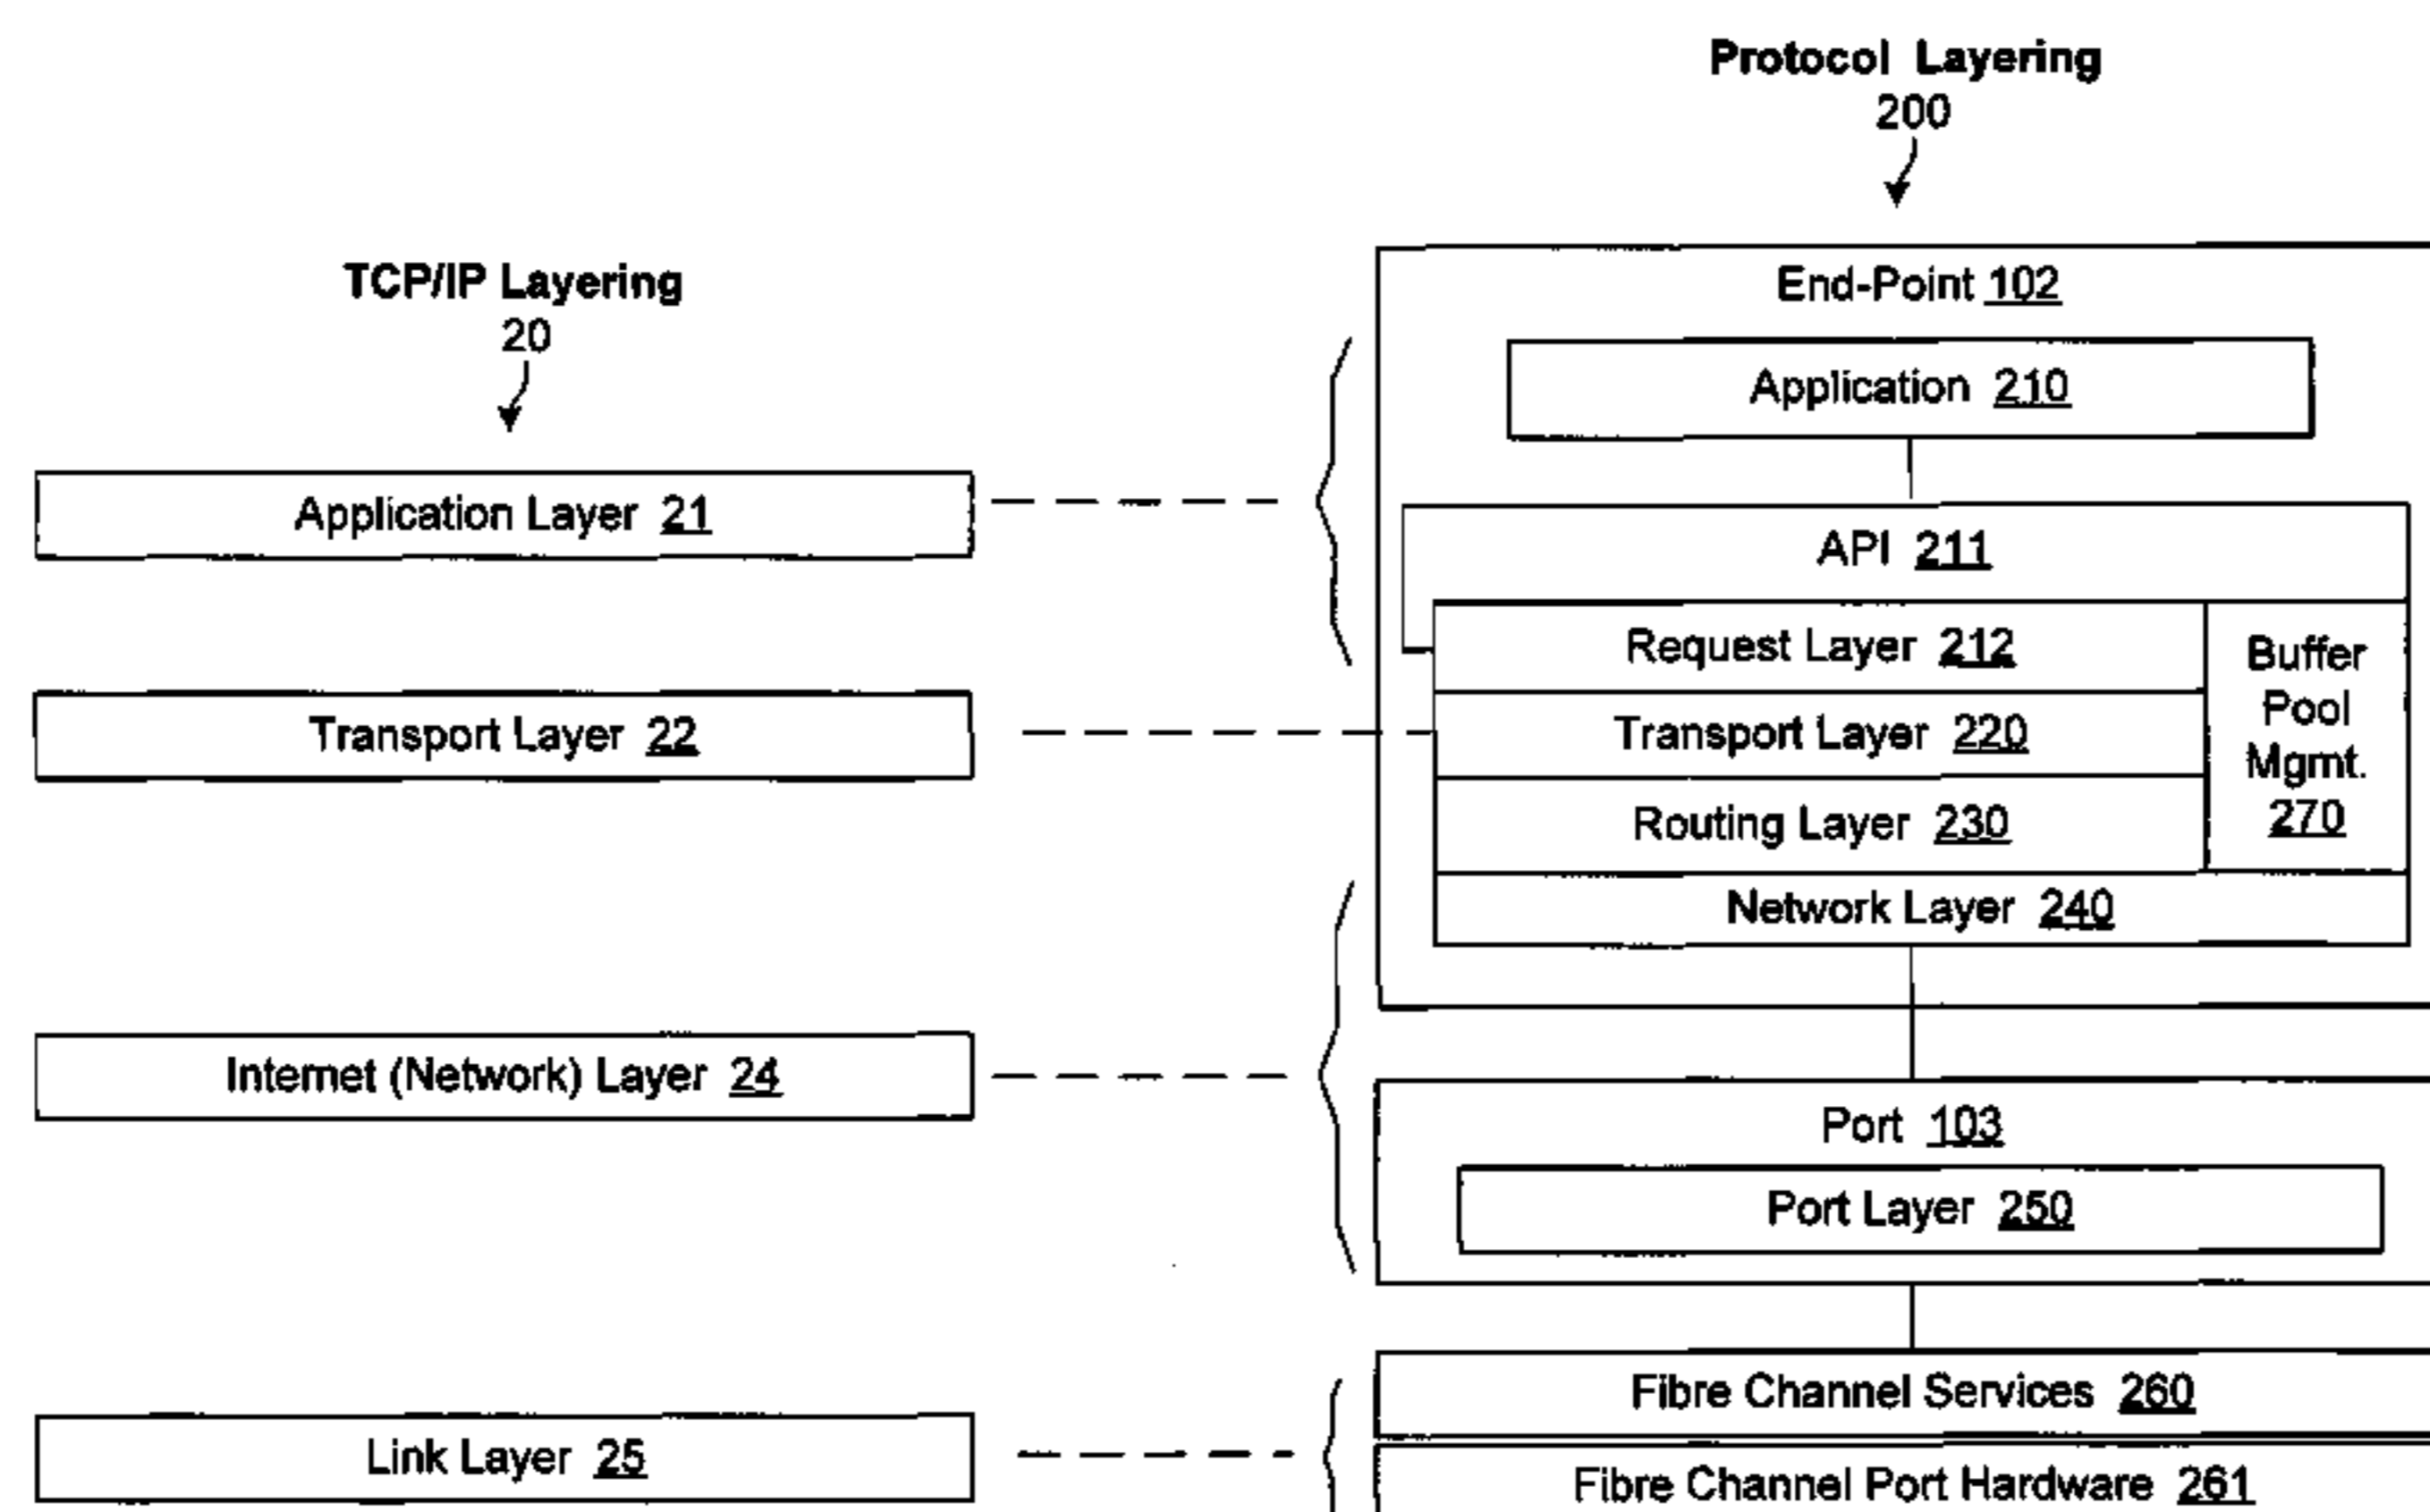 Protocol Layering
200
TCP/IP Layering
20
Application Layer 21
Transport Layer 22
Internet (Network) Layer 24
Link Layer 25
End-Point 102
Application 210
API 211
Request Layer 212
Transport Layer 220
Routing Layer 230
Buffer
Pool
Mgmt.
270
Network Layer 240
Port 103
Port Layer 250
Fibre Channel Services 260
Fibre Channel Port Hardware 261